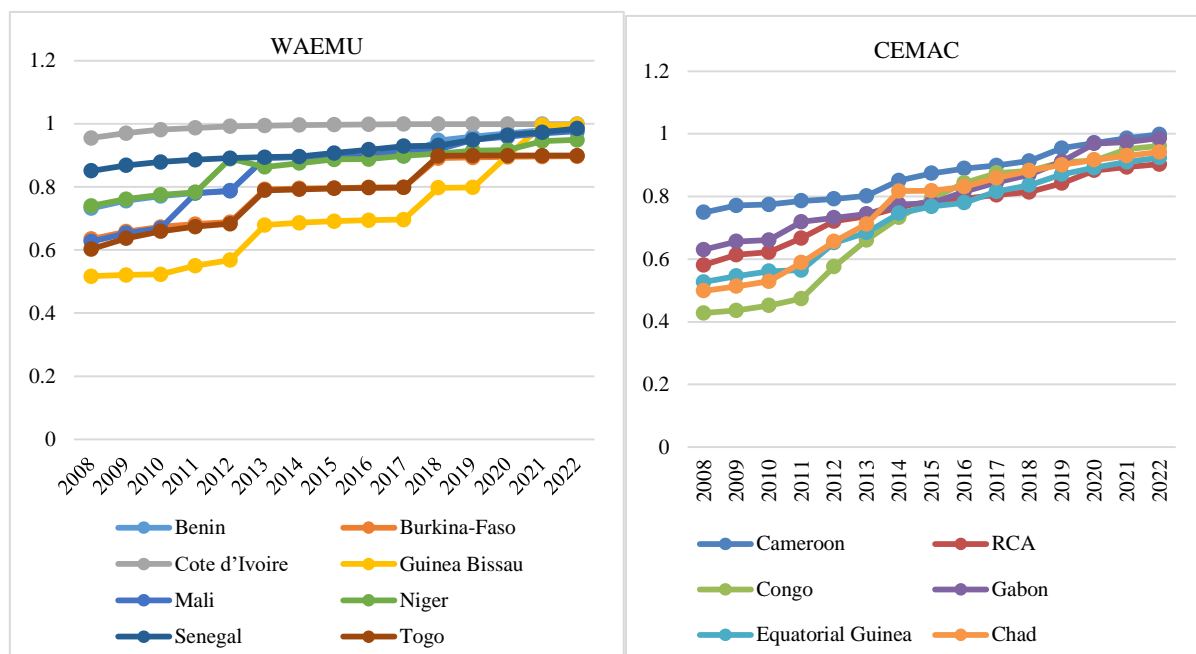 WAEMU
1.2
1
0.8
0.6
0.4
0.2
0
2008 2009 2010 2011 2012 2013 2014 2015 2016 2017 2018 2019 2020 2021 2022
Benin Burkina-Faso
Cote d’Ivoire Guinea Bissau
Mali Niger
Senegal Togo
CEMAC
1.2
1
0.8
0.6
0.4
0.2
0
2008 2009 2010 2011 2012 2013 2014 2015 2016 2017 2018 2019 2020 2021 2022
Cameroon RCA
Congo Gabon
Equatorial Guinea Chad